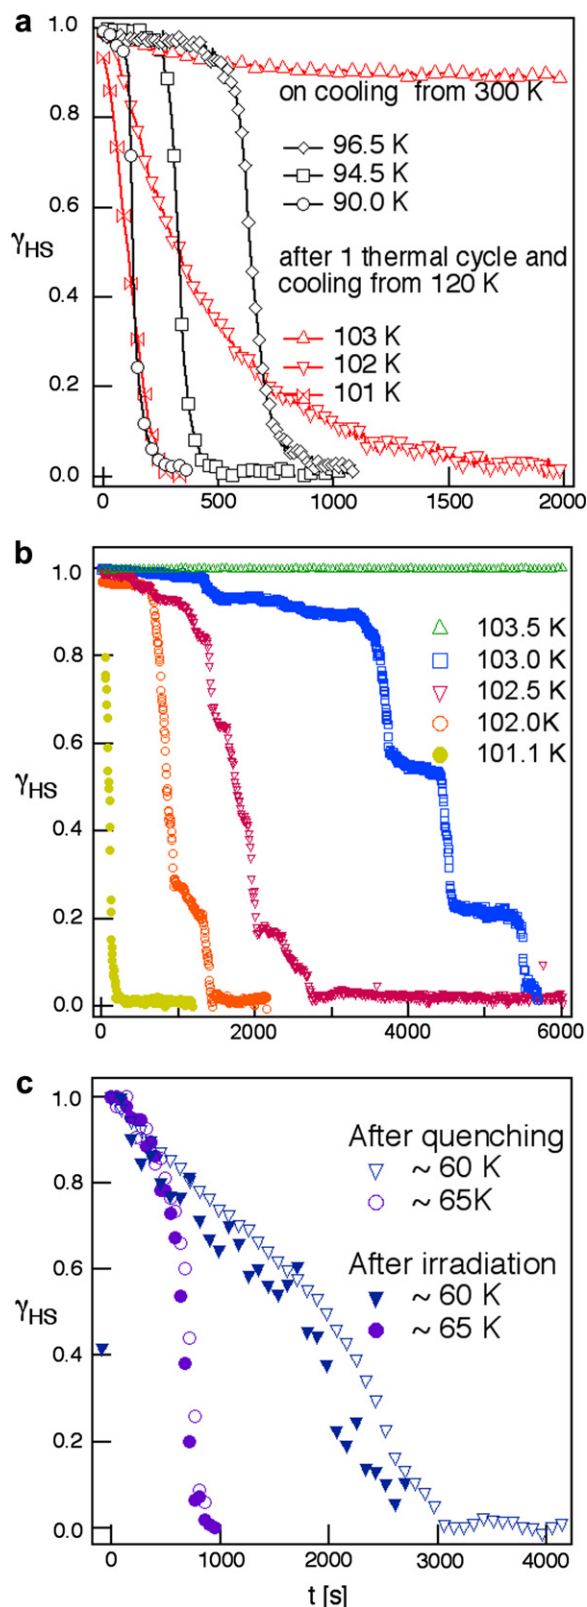 a
1.0
0.8
0.6
γHS
0.4
0.2
0.0
on cooling from 300 K
96.5 K
94.5 K
90.0 K
after 1 thermal cycle and
cooling from 120 K
103 K
102 K
101 K
0 500 1000 1500 2000
b
1.0
0.8
0.6
γHS
0.4
0.2
0.0
103.5 K
103.0 K
102.5 K
102.0K
101.1 K
0 2000 4000 6000
c
1.0
0.8
0.6
γHS
0.4
0.2
0.0
After quenching
~ 60 K
~ 65K
After irradiation
~ 60 K
~ 65 K
0 1000 2000 3000 4000
t [s]